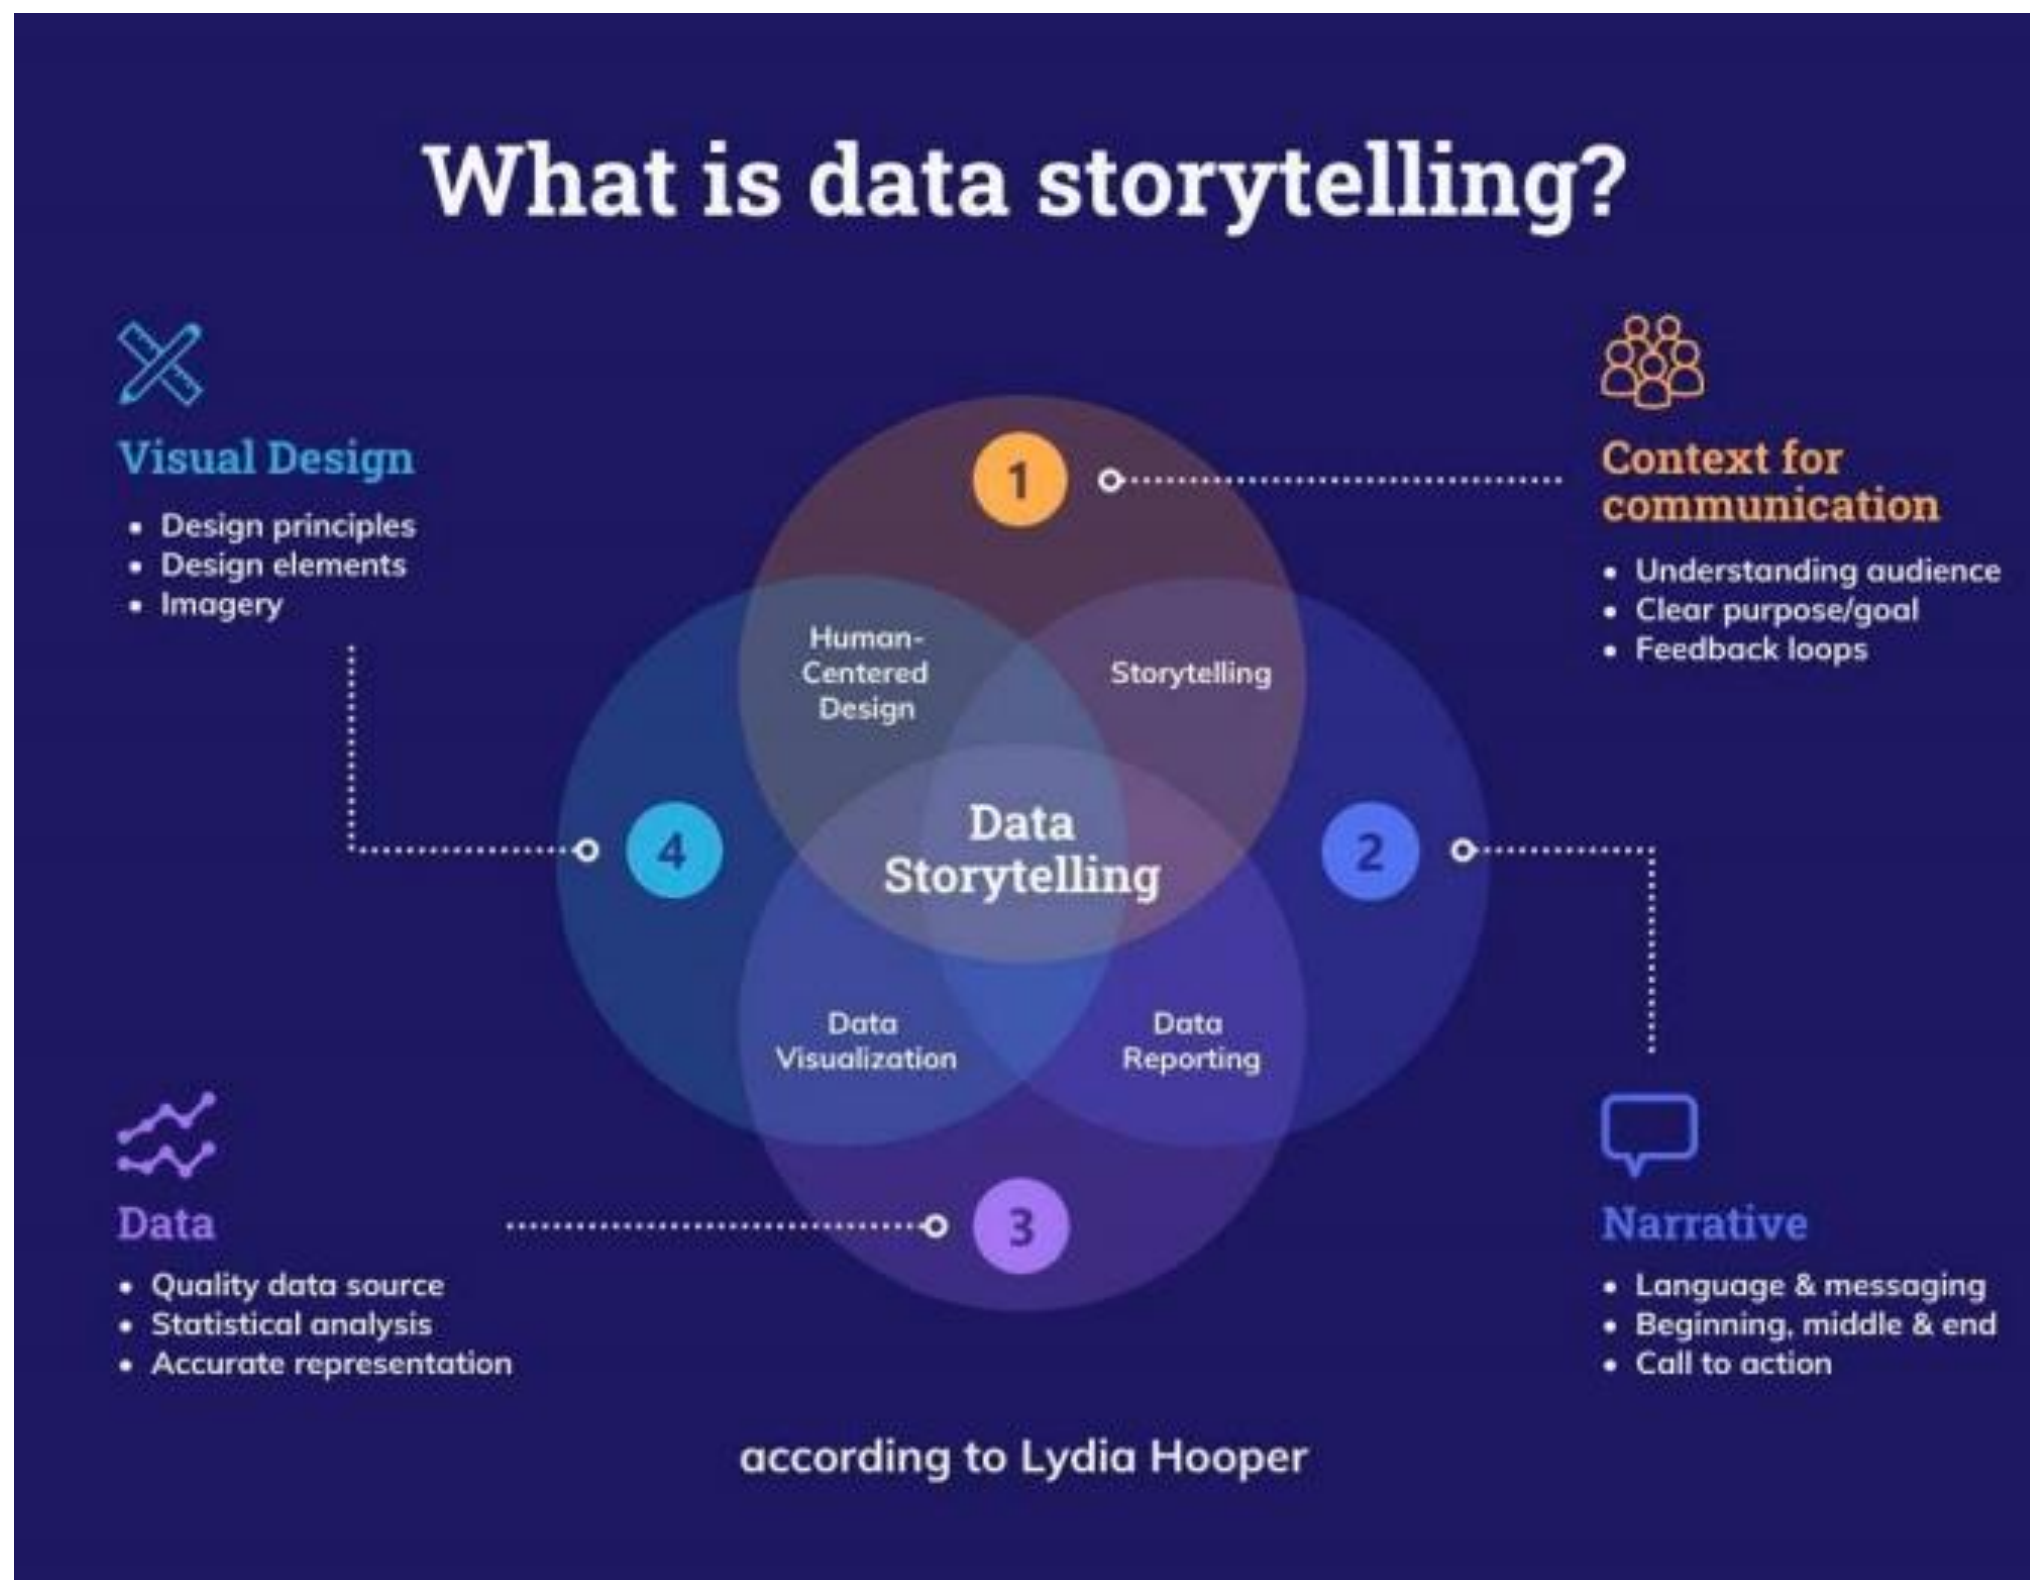 What is data storytelling?
Visual Design
• Design principles
• Design elements
• Imagery
Context for
communication
• Understanding audience
• Clear purpose/goal
• Feedback loops
1
Human-
Centered
Design
Storytelling
Data
Storytelling
4
2
Data
Visualization
Data
Reporting
3
Data
• Quality data source
• Statistical analysis
• Accurate representation
Narrative
• Language & messaging
• Beginning, middle & end
• Call to action
according to Lydia Hooper